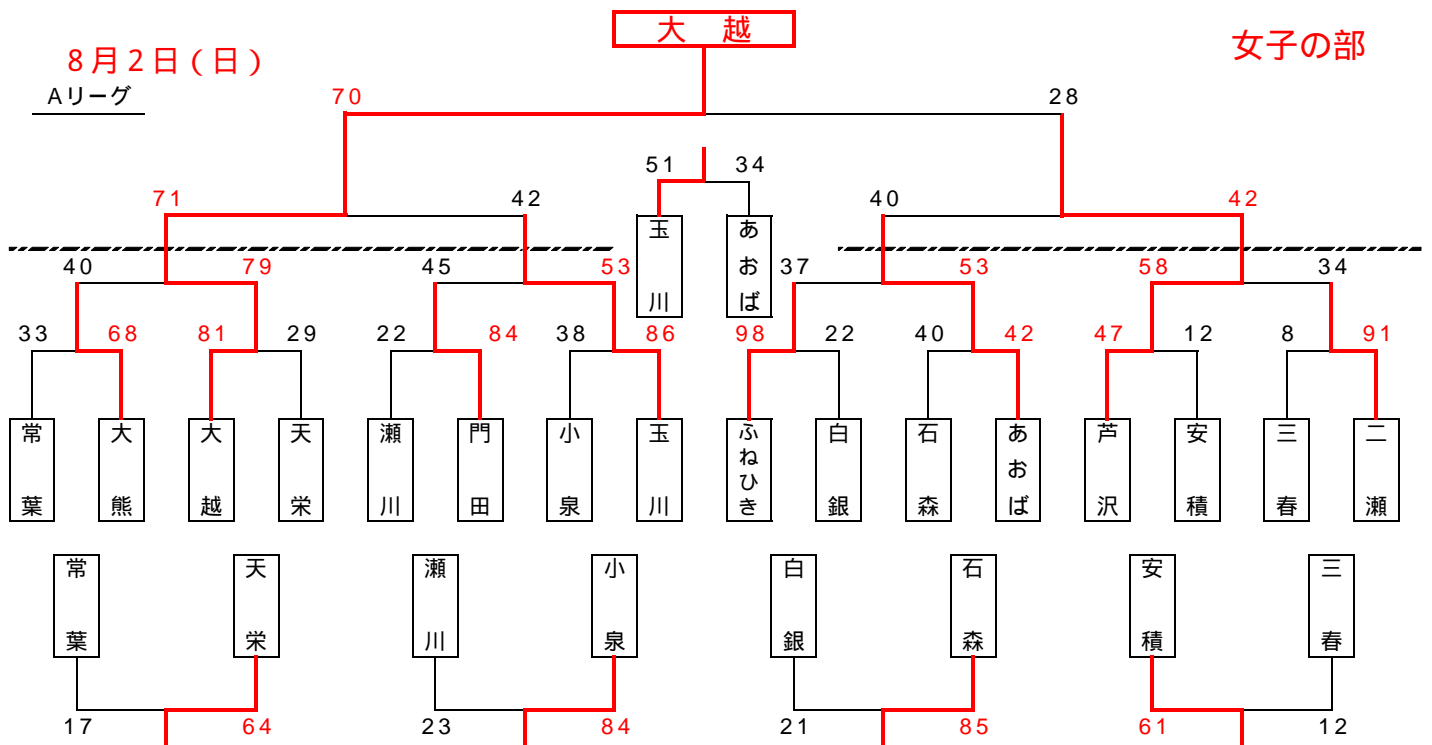 大 越
女子の部
8月2日(日)
Aリーグ
70 28
51 34
71 42 40 42
玉川 あおば
40 79 45 53 37 53 58 34
33 68 81 29 22 84 38 86 98 22 40 42 47 12 8 91
常葉 大熊 大越 天栄 瀬川 門田 小泉 玉川 ふねひき 白銀 石森 あおば 芦沢 安積 三春 二瀬
常葉 天栄 瀬川 小泉 白銀 石森 安積 三春
17 64 23 84 21 85 61 12